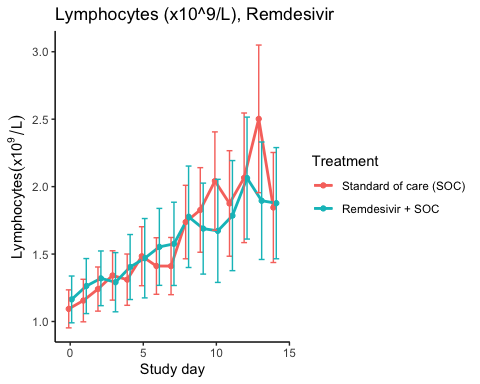 Lymphocytes (x10^9/L), Remdesivir
3.0
2.5
2.0
1.5
1.0
Lymphocytes(x10⁹/L)
0
5
10
15
Study day
Treatment
Standard of care (SOC)
Remdesivir + SOC